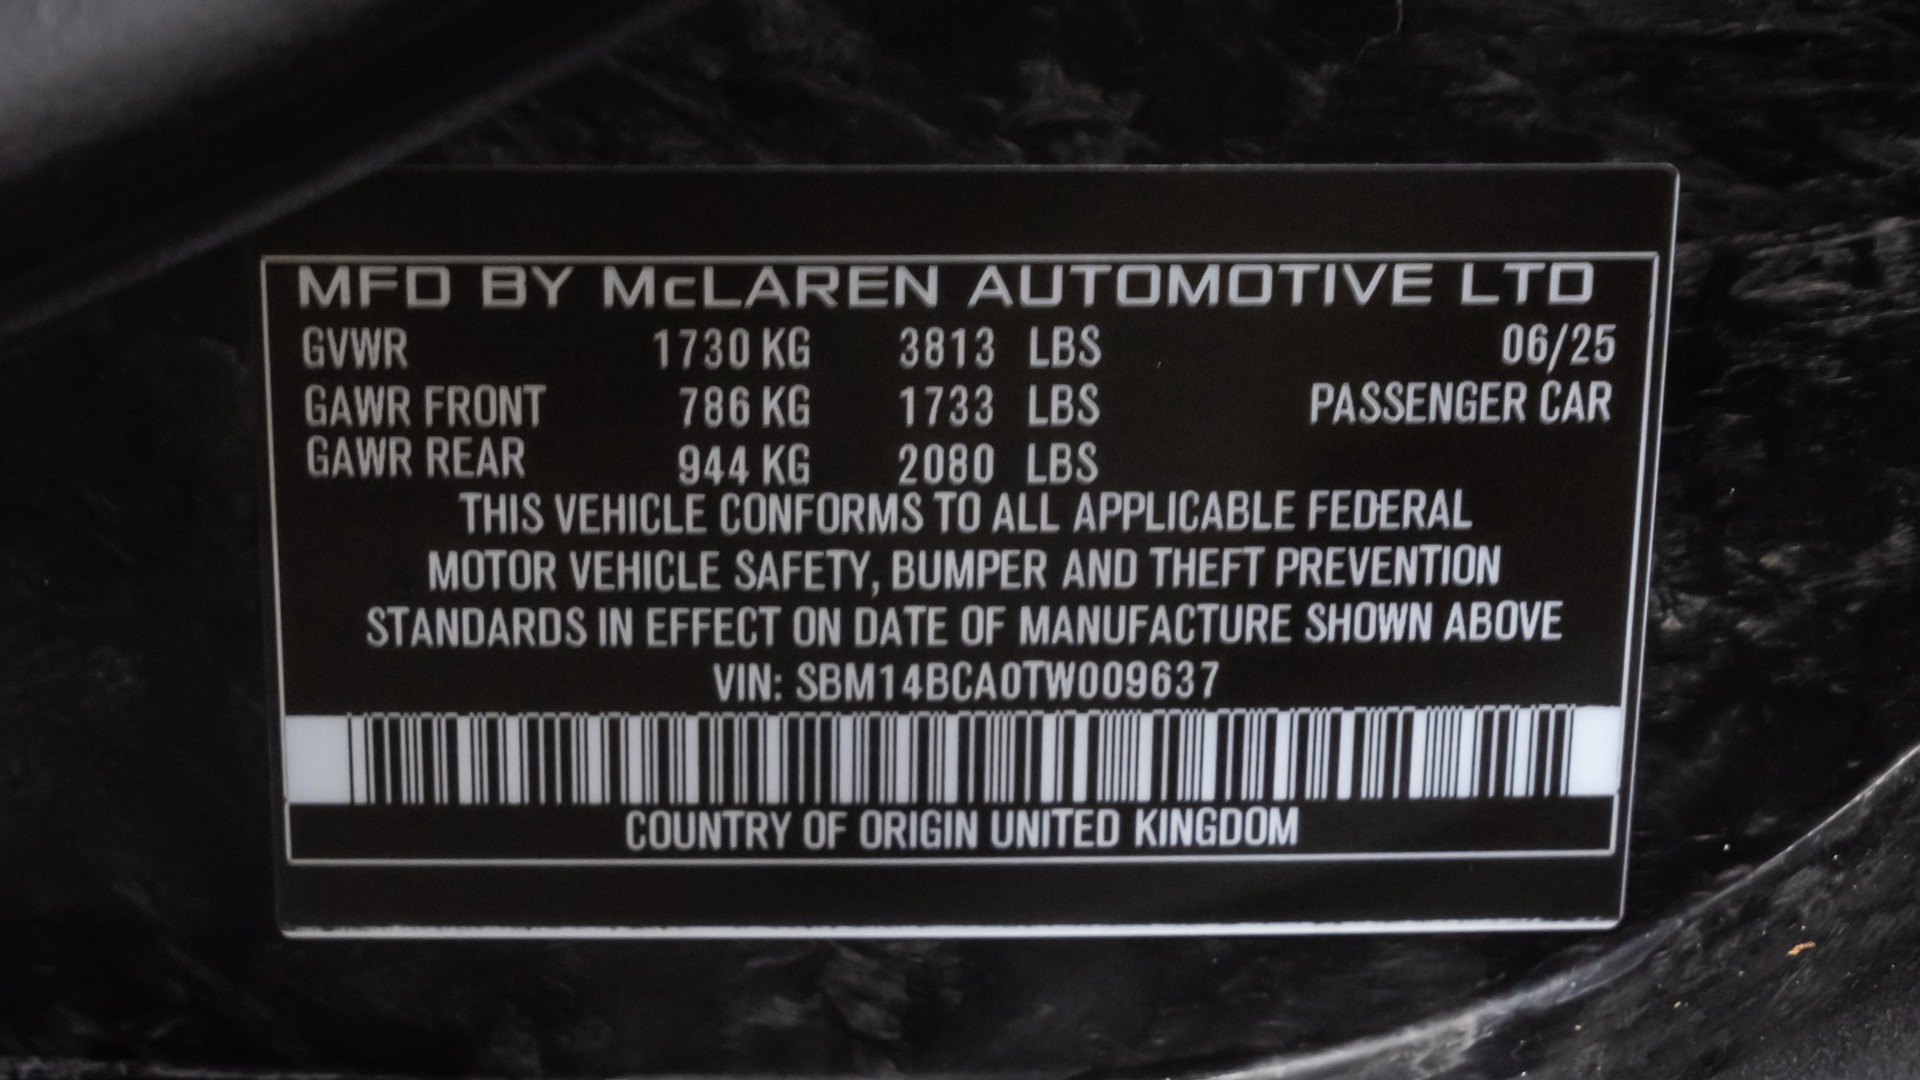 MFD BY McLAREN AUTOMOTIVE LTD
GVWR 1730 KG 3813 LBS 06/25
GAWR FRONT 786 KG 1733 LBS PASSENGER CAR
GAWR REAR 944 KG 2080 LBS
THIS VEHICLE CONFORMS TO ALL APPLICABLE FEDERAL
MOTOR VEHICLE SAFETY, BUMPER AND THEFT PREVENTION
STANDARDS IN EFFECT ON DATE OF MANUFACTURE SHOWN ABOVE
VIN: SBM14BCA0TW009637
COUNTRY OF ORIGIN UNITED KINGDOM